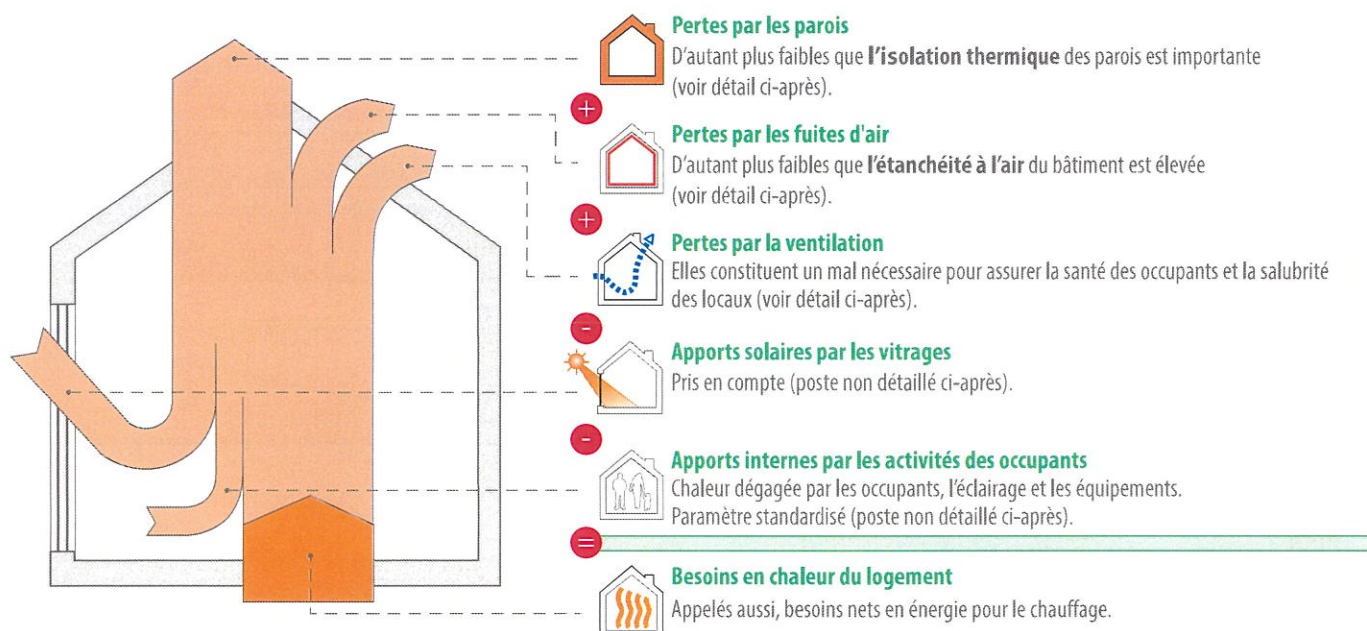 Pertes par les parois
D'autant plus faibles que l'isolation thermique des parois est importante
(voir détail ci-après).
+
Pertes par les fuites d'air
D'autant plus faibles que l'étanchéité à l'air du bâtiment est élevée
(voir détail ci-après).
+
Pertes par la ventilation
Elles constituent un mal nécessaire pour assurer la santé des occupants et la salubrité
des locaux (voir détail ci-après).
-
Apports solaires par les vitrages
Pris en compte (poste non détaillé ci-après).
-
Apports internes par les activités des occupants
Chaleur dégagée par les occupants, l'éclairage et les équipements.
Paramètre standardisé (poste non détaillé ci-après).
=
Besoins en chaleur du logement
Appelés aussi, besoins nets en énergie pour le chauffage.